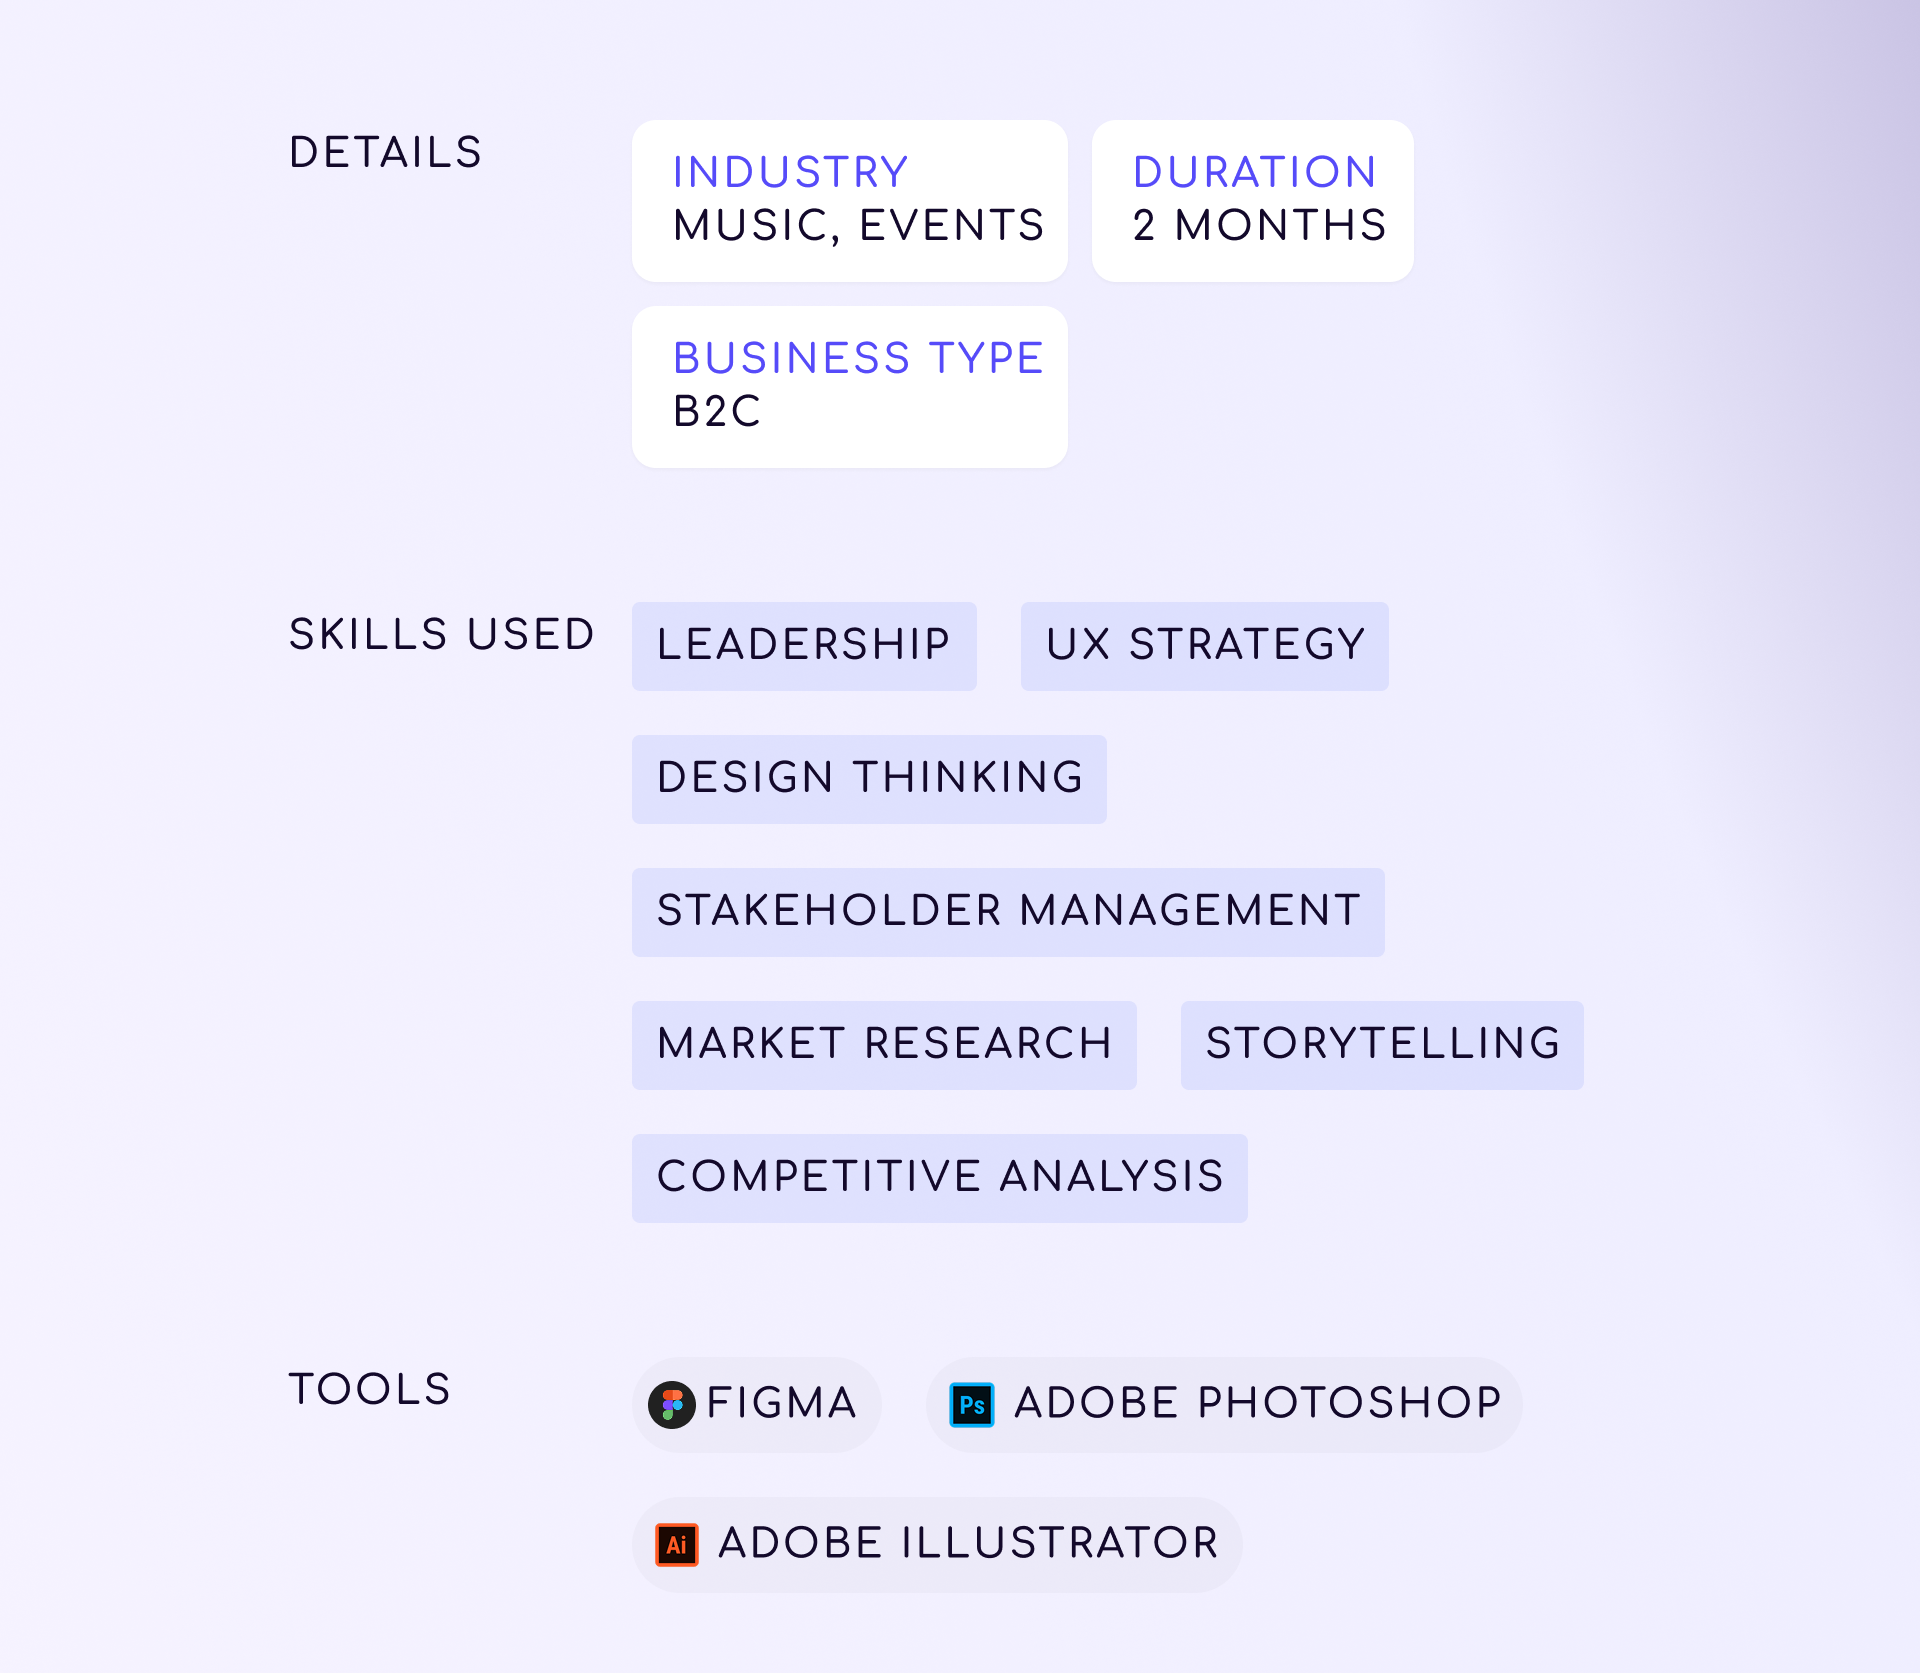 DETAILS
INDUSTRY
MUSIC, EVENTS
DURATION
2 MONTHS
BUSINESS TYPE
B2C
SKILLS USED
LEADERSHIP
UX STRATEGY
DESIGN THINKING
STAKEHOLDER MANAGEMENT
MARKET RESEARCH
STORYTELLING
COMPETITIVE ANALYSIS
TOOLS
FIGMA
Ps
ADOBE PHOTOSHOP
Ai
ADOBE ILLUSTRATOR